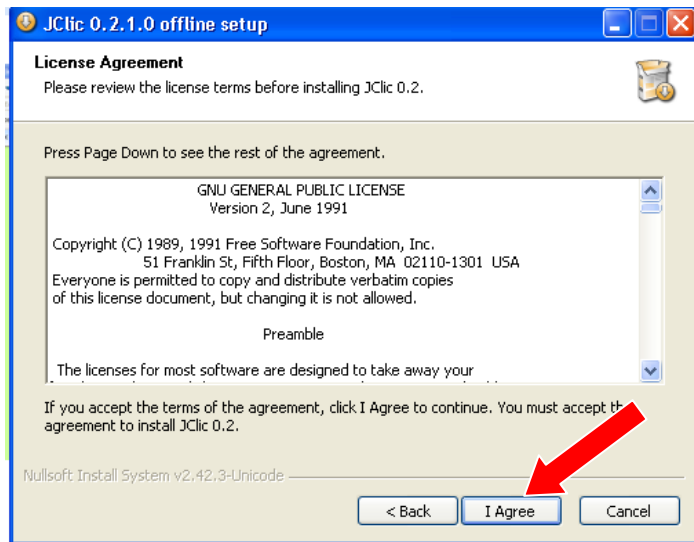 JClic 0.2.1.0 offline setup
License Agreement
Please review the license terms before installing JClic 0.2.
Press Page Down to see the rest of the agreement.
GNU GENERAL PUBLIC LICENSE
Version 2, June 1991
Copyright (C) 1989, 1991 Free Software Foundation, Inc.
51 Franklin St, Fifth Floor, Boston, MA 02110-1301 USA
Everyone is permitted to copy and distribute verbatim copies
of this license document, but changing it is not allowed.
Preamble
The licenses for most software are designed to take away your
If you accept the terms of the agreement, click I Agree to continue. You must accept the
agreement to install JClic 0.2.
Nullsoft Install System v2.42.3-Unicode
< Back
I Agree
Cancel